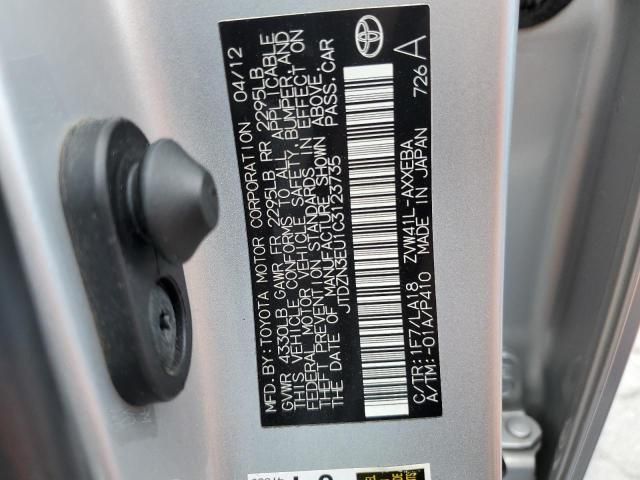 MFD. BY: TOYOTA MOTOR CORPORATION 04/12
GVWR 4330LB GAWR FR 2295LB RR 2295LB
THIS VEHICLE CONFORMS TO ALL APPLICABLE
FEDERAL MOTOR VEHICLE SAFETY, BUMPER, AND
THEFT PREVENTION STANDARDS IN EFFECT ON
THE DATE OF MANUFACTURE SHOWN ABOVE.
JTDZN3EU1C3123735 PASS. CAR
C/TR: 1F7/LA18 ZVW41L-AXXEBA 726 A
A/TM: -01A/P410 MADE IN JAPAN